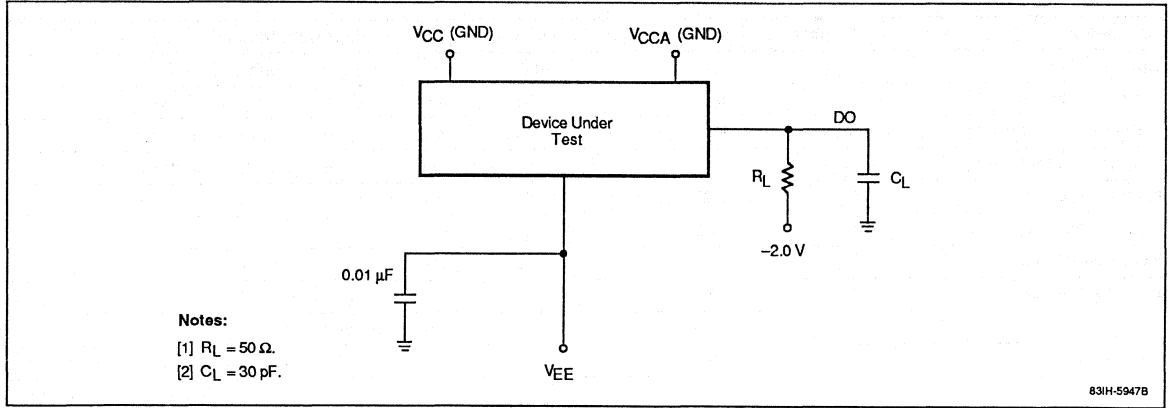 VCC (GND)
VCCA (GND)
Device Under
Test
DO
RL
CL
–2.0 V
0.01 µF
VEE
Notes:
[1] RL = 50 Ω.
[2] CL = 30 pF.
83IH-5947B